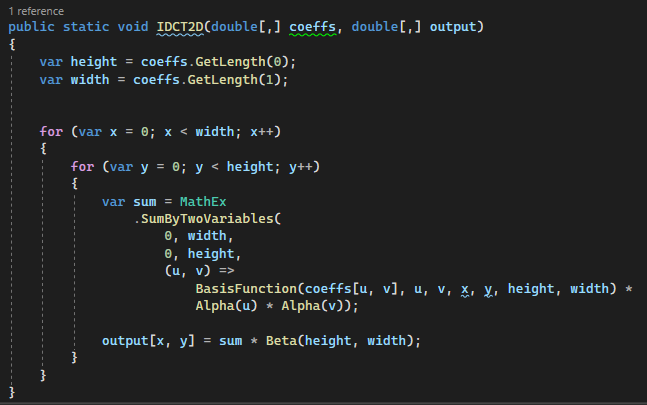 1 reference
public static void IDCT2D(double[,] coeffs, double[,] output)
{
    var height = coeffs.GetLength(0);
    var width = coeffs.GetLength(1);

    for (var x = 0; x < width; x++)
    {
        for (var y = 0; y < height; y++)
        {
            var sum = MathEx
                .SumByTwoVariables(
                    0, width,
                    0, height,
                    (u, v) =>
                        BasisFunction(coeffs[u, v], u, v, x, y, height, width) *
                        Alpha(u) * Alpha(v));

            output[x, y] = sum * Beta(height, width);
        }
    }
}